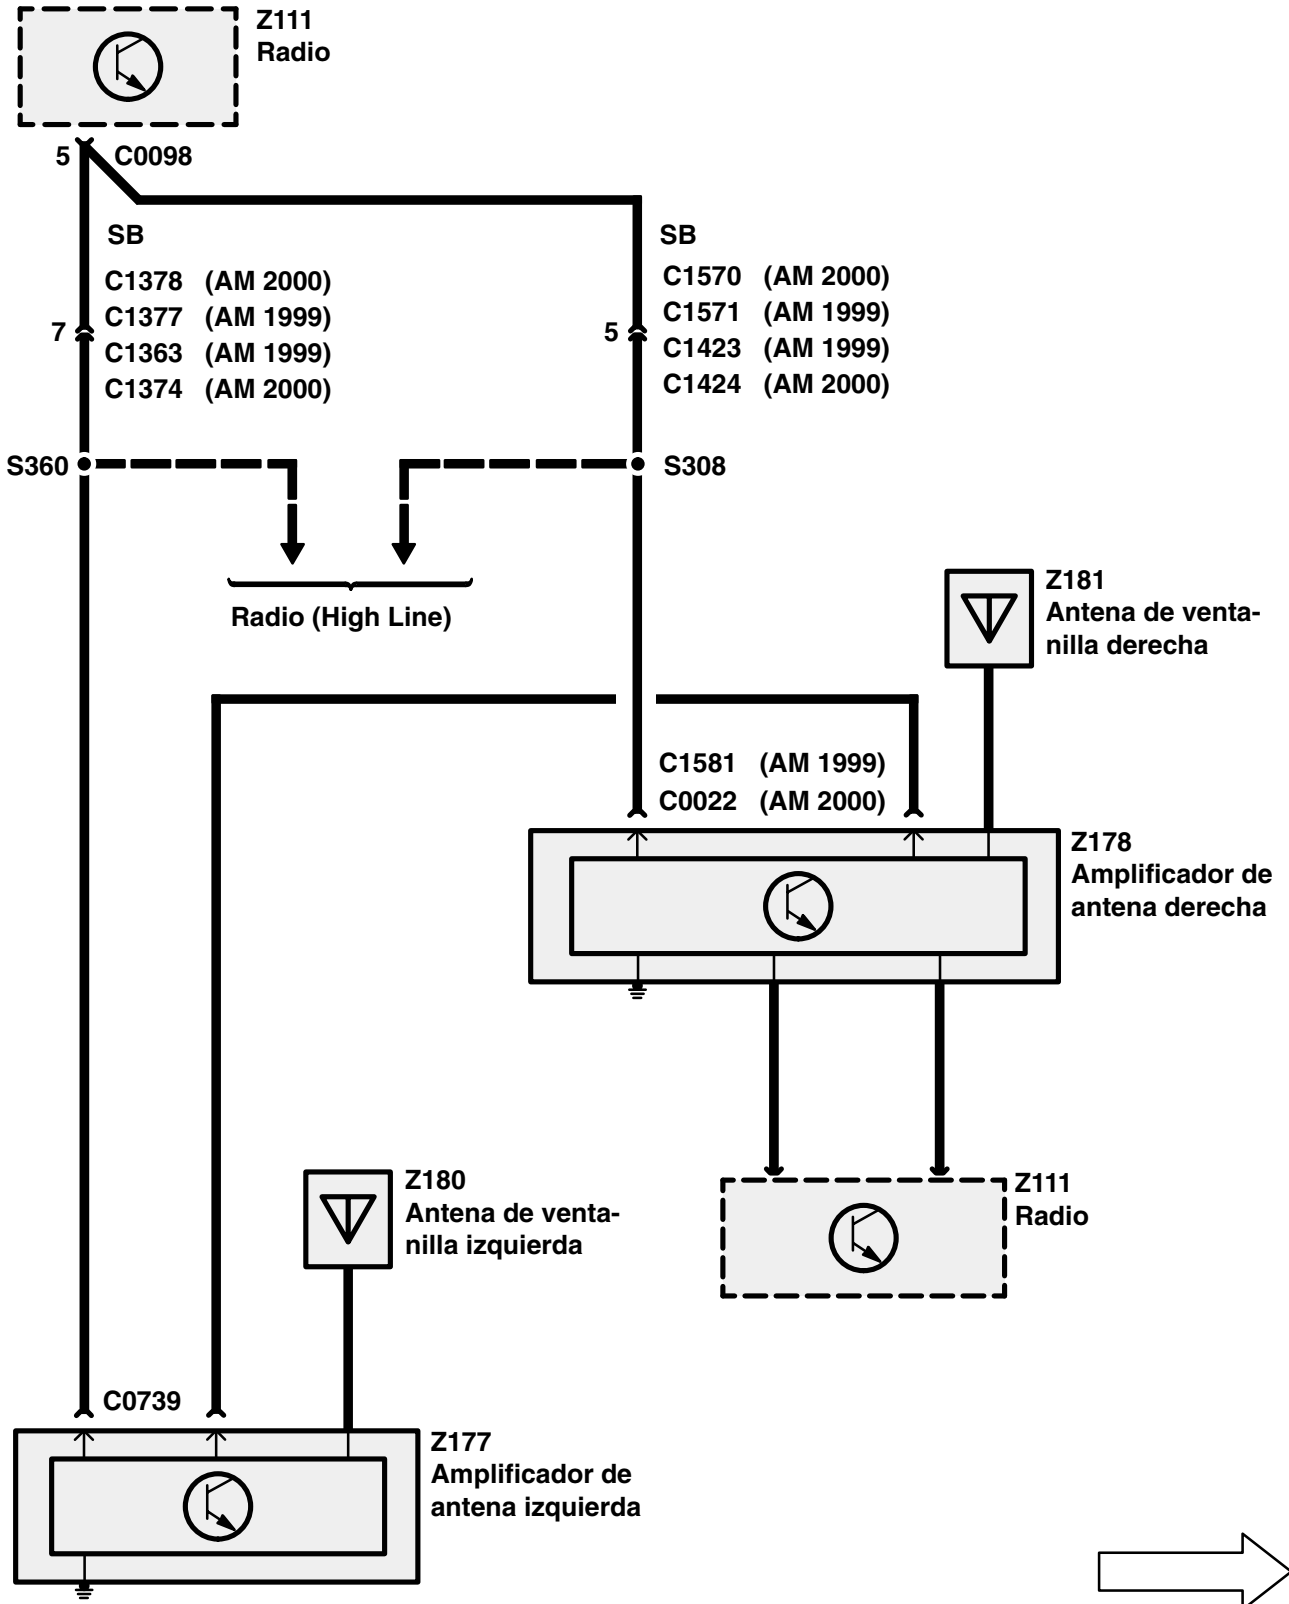 Z111
Radio
5 C0098
SB
C1378 (AM 2000)
C1377 (AM 1999)
7
C1363 (AM 1999)
C1374 (AM 2000)
SB
C1570 (AM 2000)
C1571 (AM 1999)
5
C1423 (AM 1999)
C1424 (AM 2000)
S360
S308
Radio (High Line)
Z181
Antena de venta-
nilla derecha
C1581 (AM 1999)
C0022 (AM 2000)
Z178
Amplificador de
antena derecha
Z180
Antena de venta-
nilla izquierda
Z111
Radio
C0739
Z177
Amplificador de
antena izquierda